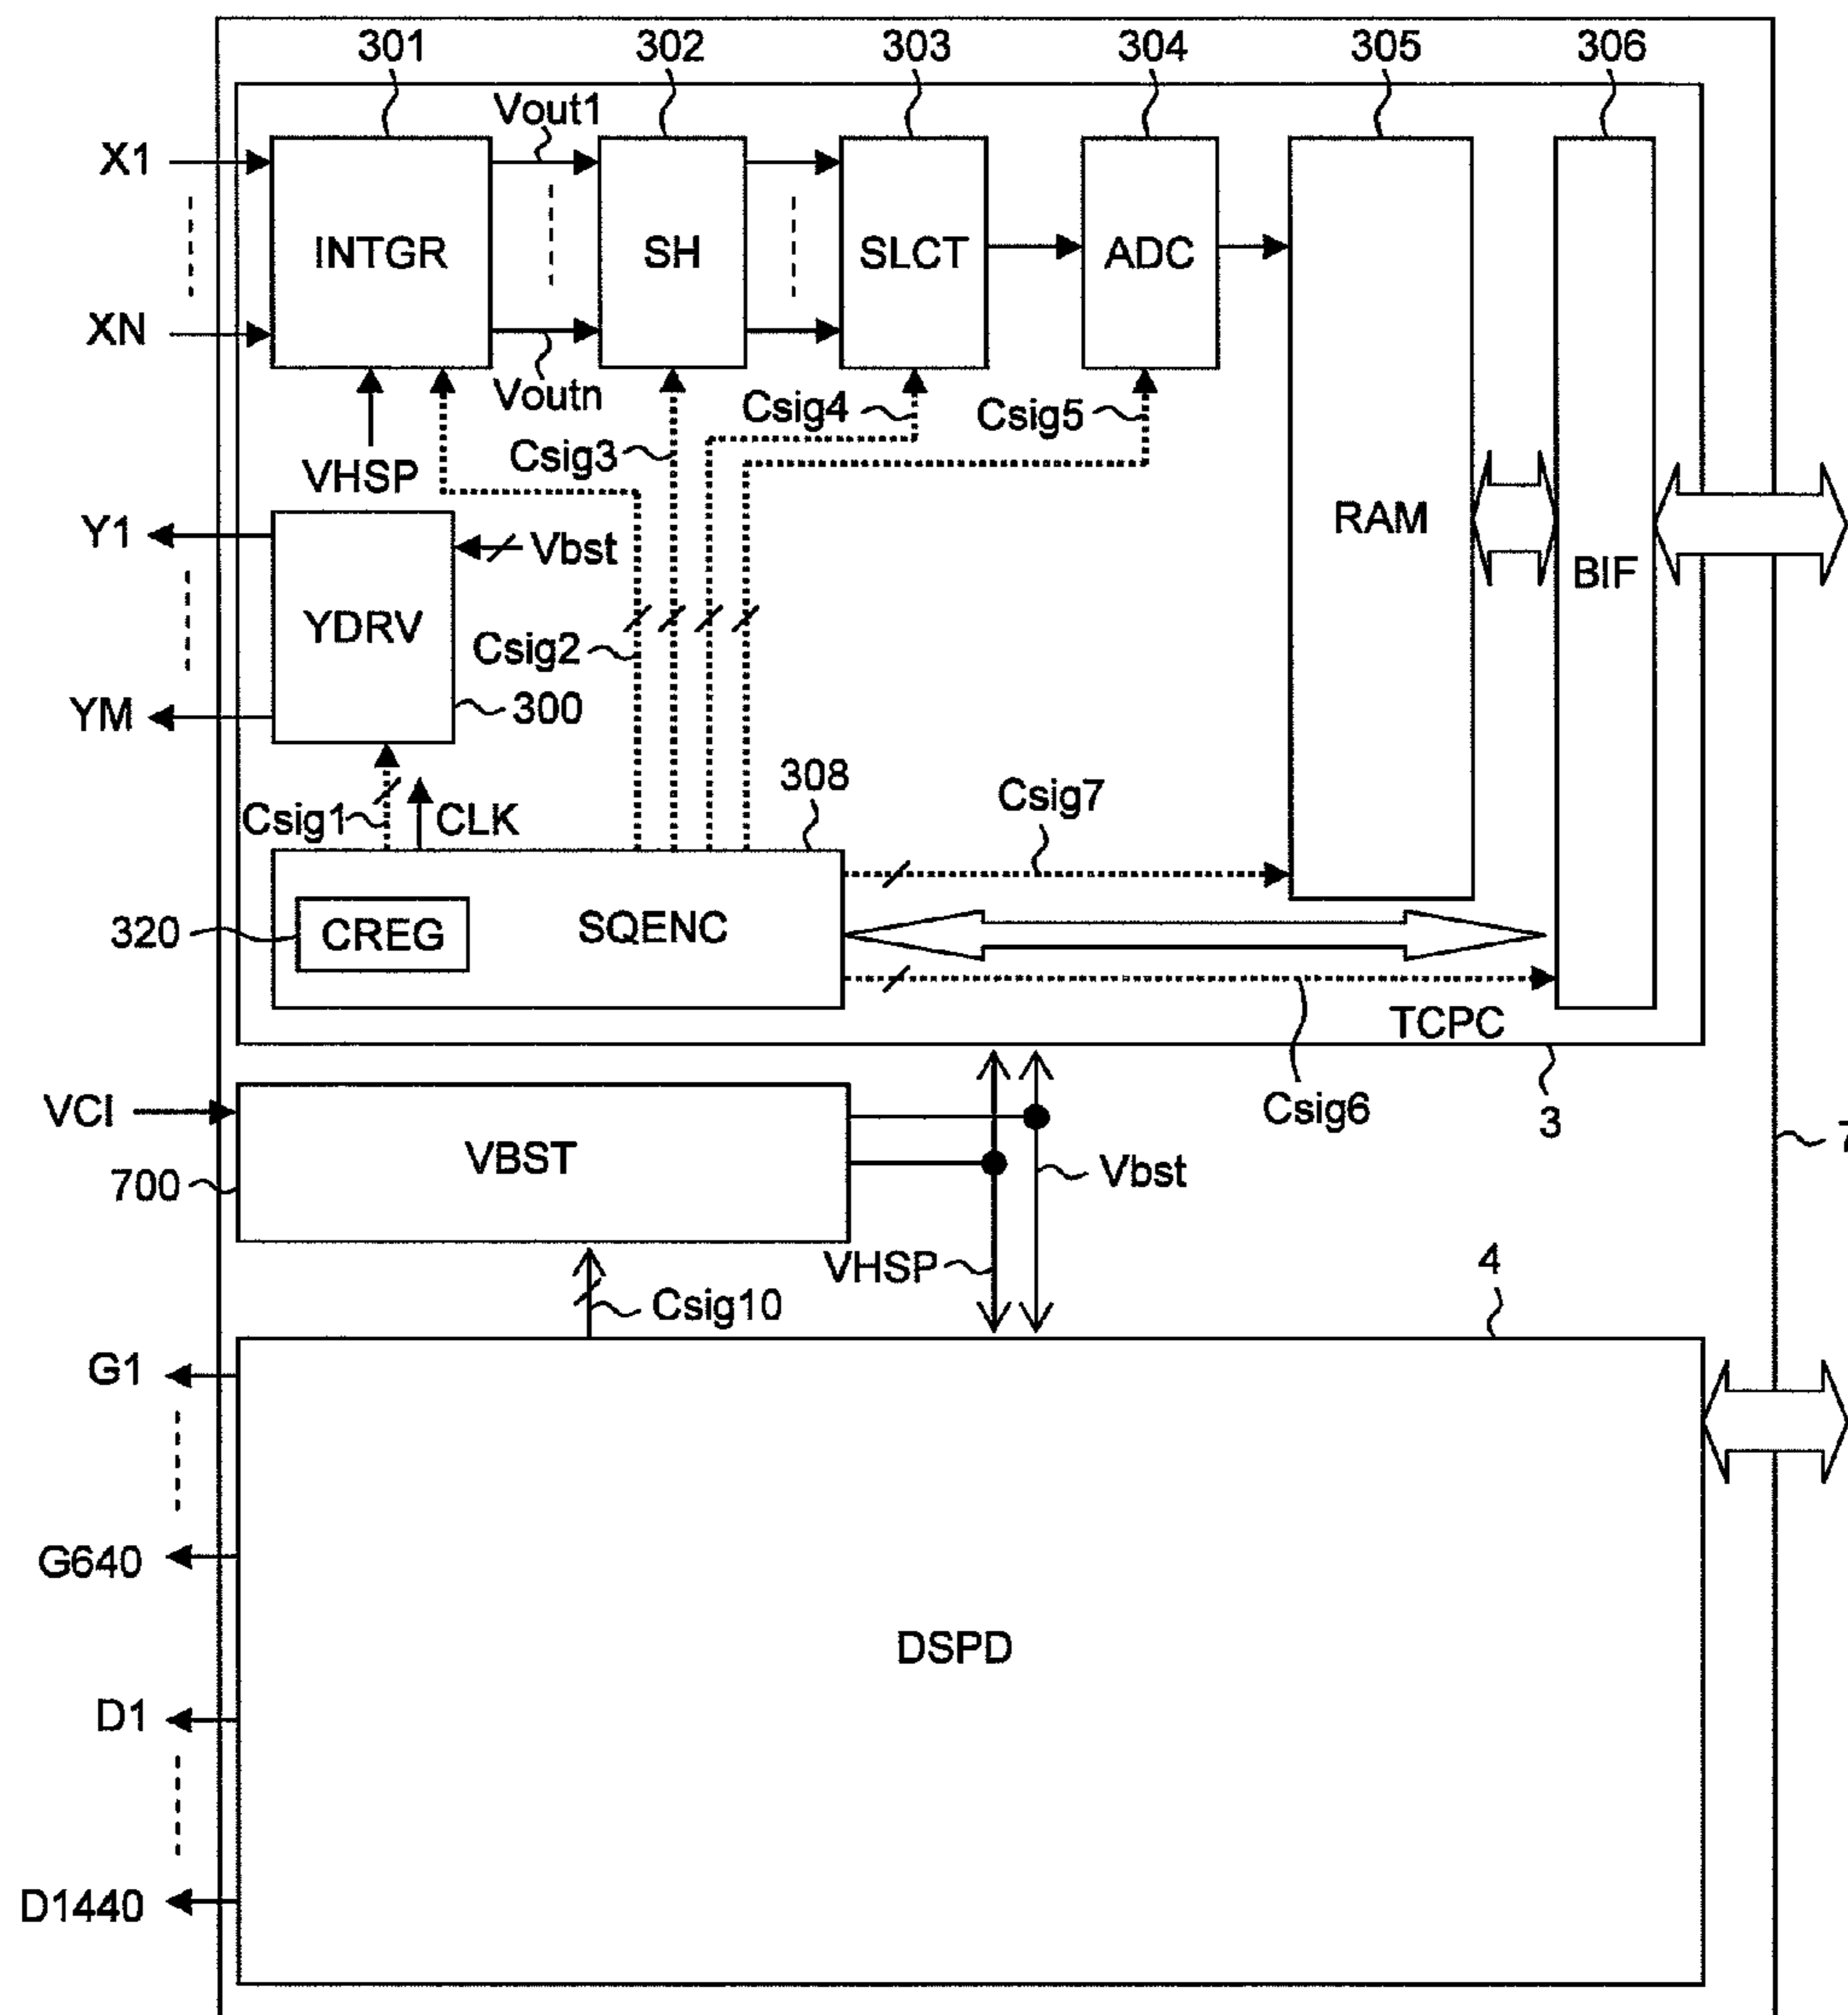 301 302 303 304 305 306
Vout1
X1
INTGR SH SLCT ADC
XN
Voutn
Csig4 Csig5
Csig3
VHSP
RAM
Y1
Vbst
BIF
YDRV
Csig2
YM
300
308
Csig7
Csig1 CLK
320 CREG SQENC
TCPC
VCI
Csig6
3
7
VBST
700
Vbst
VHSP
4
Csig10
G1
G640
DSPD
D1
D1440